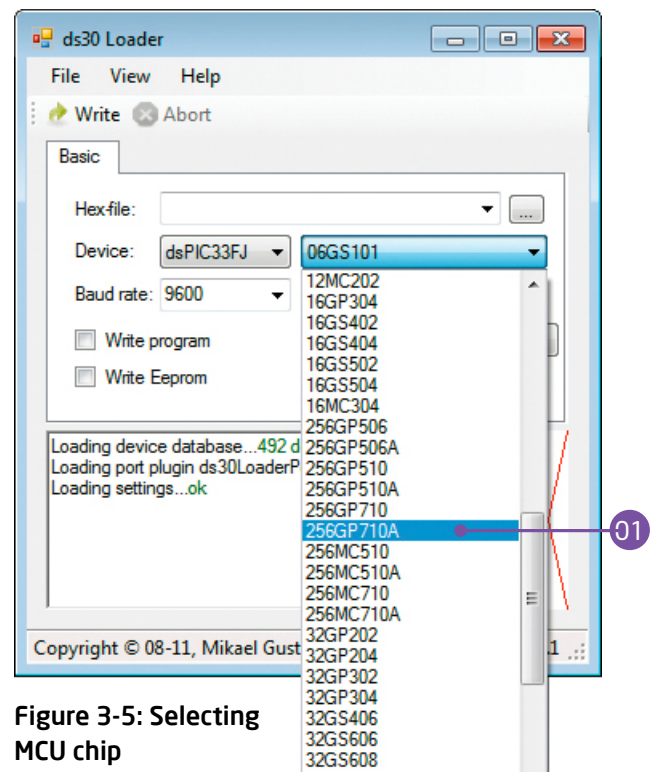 ds30 Loader
File View Help
Write Abort
Basic
Hex-file: ...
Device: dsPIC33FJ 06GS101
Baud rate: 9600
Write program
Write Eeprom
12MC202
16GP304
16GS402
16GS404
16GS502
16GS504
16MC304
256GP506
256GP506A
256GP510
256GP510A
256GP710
256GP710A
01
256MC510
256MC510A
256MC710
256MC710A
32GP202
32GP204
32GP302
32GP304
32GS406
32GS606
32GS608
Loading device database...492 d
Loading port plugin ds30LoaderP
Loading settings...ok
Copyright © 08-11, Mikael Gust
Figure 3-5: Selecting
MCU chip